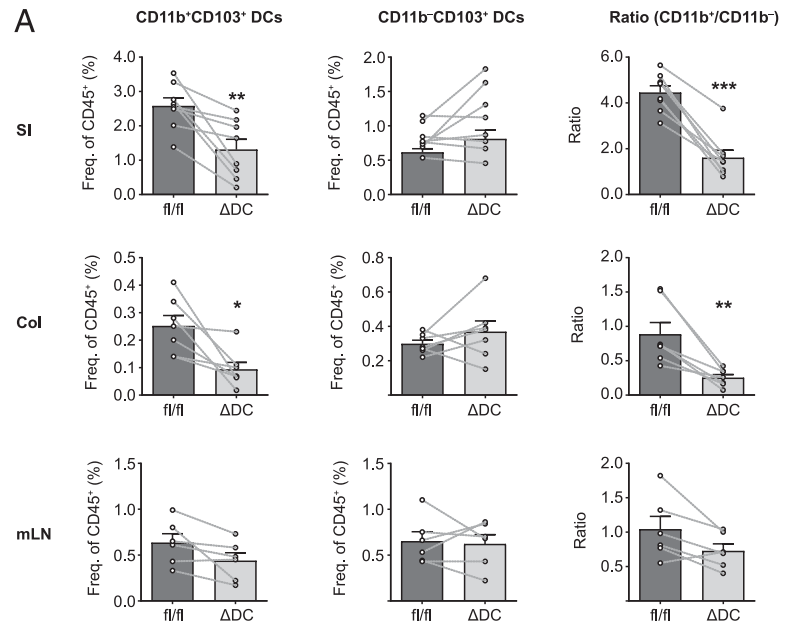 A
CD11b⁺CD103⁺ DCs
CD11b⁻CD103⁺ DCs
Ratio (CD11b⁺/CD11b⁻)
SI
Freq. of CD45⁺ (%)
4.0
3.0
2.0
1.0
0.0
**
fl/fl
ΔDC
Freq. of CD45⁺ (%)
2.0
1.5
1.0
0.5
0.0
fl/fl
ΔDC
Ratio
6.0
4.0
2.0
0.0
***
fl/fl
ΔDC
Col
Freq. of CD45⁺ (%)
0.5
0.4
0.3
0.2
0.1
0.0
*
fl/fl
ΔDC
Freq. of CD45⁺ (%)
0.8
0.6
0.4
0.2
fl/fl
ΔDC
Ratio
2.0
1.5
1.0
0.5
0.0
**
fl/fl
ΔDC
mLN
Freq. of CD45⁺ (%)
1.5
1.0
0.5
0.0
fl/fl
ΔDC
Freq. of CD45⁺ (%)
1.5
1.0
0.5
fl/fl
ΔDC
Ratio
2.0
1.5
1.0
0.5
0.0
fl/fl
ΔDC